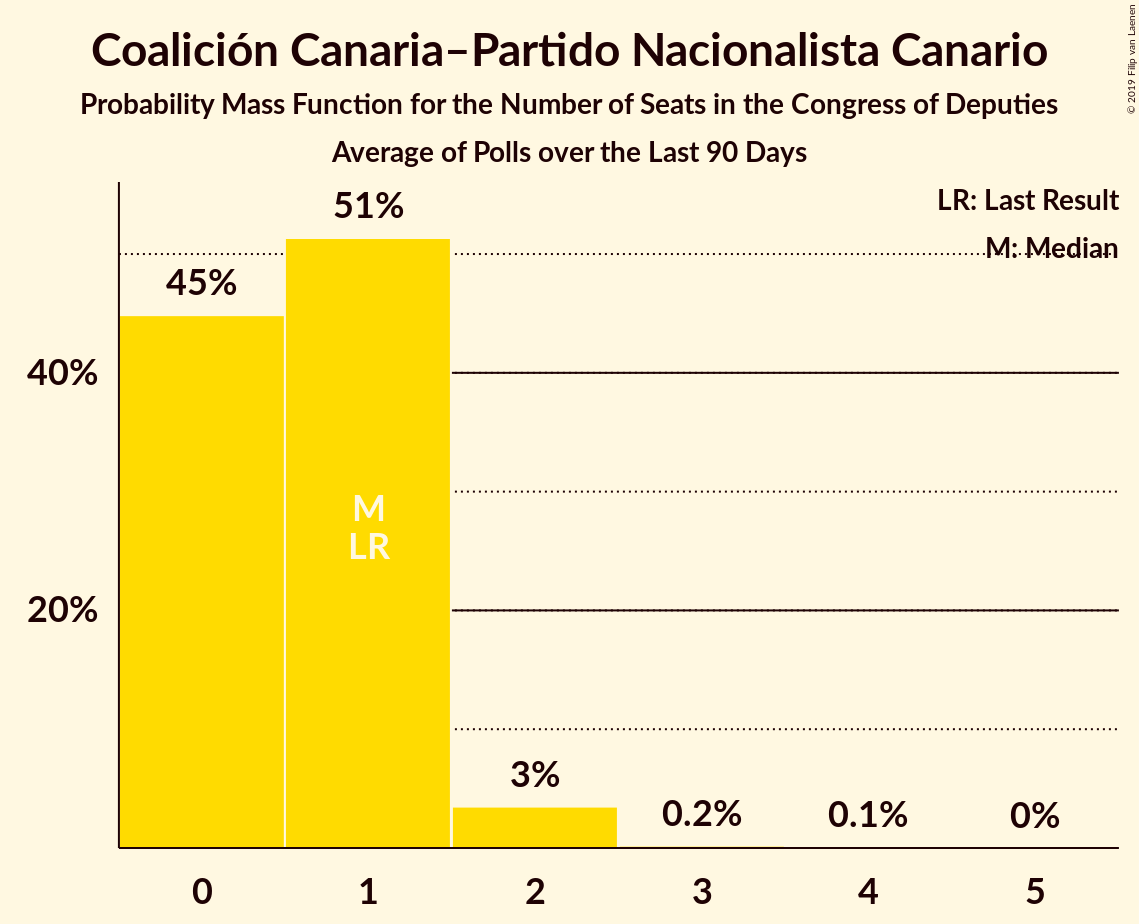 Coalición Canaria–Partido Nacionalista Canario
Probability Mass Function for the Number of Seats in the Congress of Deputies
Average of Polls over the Last 90 Days
© 2019 Filip van Laenen
LR: Last Result
M: Median
51%
45%
40%
M
LR
20%
3%
0.2%
0.1%
0%
0 1 2 3 4 5